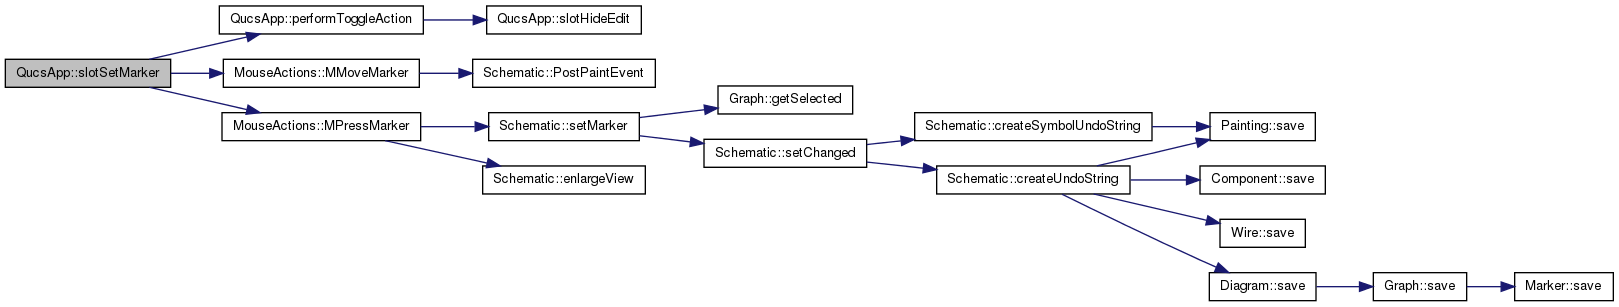 QucsApp::performToggleAction
QucsApp::slotHideEdit
QucsApp::slotSetMarker
MouseActions::MMoveMarker
Schematic::PostPaintEvent
Graph::getSelected
MouseActions::MPressMarker
Schematic::setMarker
Schematic::createSymbolUndoString
Painting::save
Schematic::setChanged
Schematic::enlargeView
Schematic::createUndoString
Component::save
Wire::save
Diagram::save
Graph::save
Marker::save